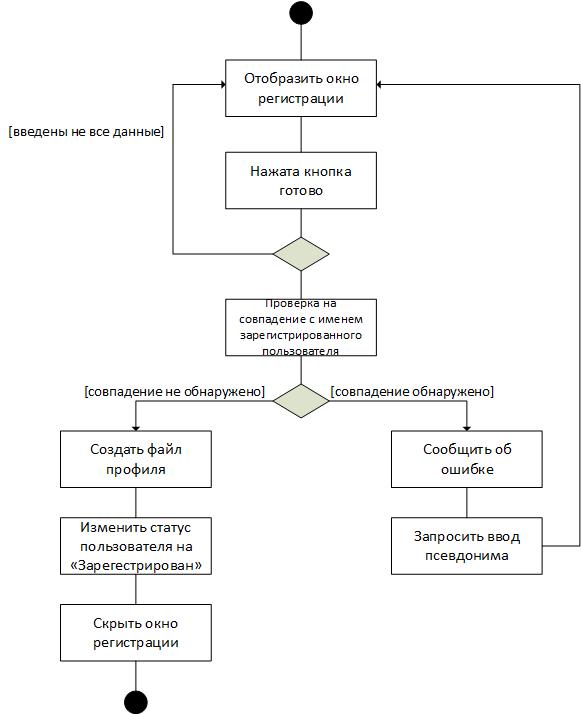 Отобразить окно
регистрации
[введены не все данные]
Нажата кнопка
готово
Проверка на
совпадение с именем
зарегистрированного
пользователя
[совпадение не обнаружено]
[совпадение обнаружено]
Создать файл
профиля
Сообщить об
ошибке
Изменить статус
пользователя на
«Зарегестрирован»
Запросить ввод
псевдонима
Скрыть окно
регистрации